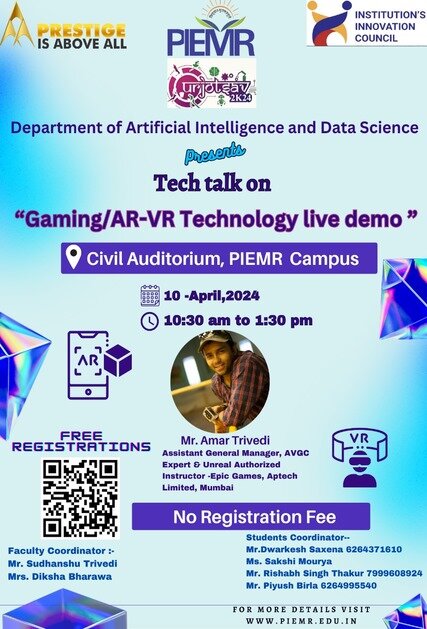 PRESTIGE
IS ABOVE ALL
PIEMR
INSTITUTION'S
INNOVATION
COUNCIL
urjotsav
2K24
Department of Artificial Intelligence and Data Science
Presents
Tech talk on
“Gaming/AR-VR Technology live demo ”
Civil Auditorium, PIEMR Campus
10 -April,2024
10:30 am to 1:30 pm
AR
FREE
REGISTRATIONS
Mr. Amar Trivedi
Assistant General Manager, AVGC
Expert & Unreal Authorized
Instructor -Epic Games, Aptech
Limited, Mumbai
VR
No Registration Fee
Faculty Coordinator :-
Mr. Sudhanshu Trivedi
Mrs. Diksha Bharawa
Students Coordinator--
Mr.Dwarkesh Saxena 6264371610
Ms. Sakshi Mourya
Mr. Rishabh Singh Thakur 7999608924
Mr. Piyush Birla 6264995540
FOR MORE DETAILS VISIT
WWW.PIEMR.EDU.IN